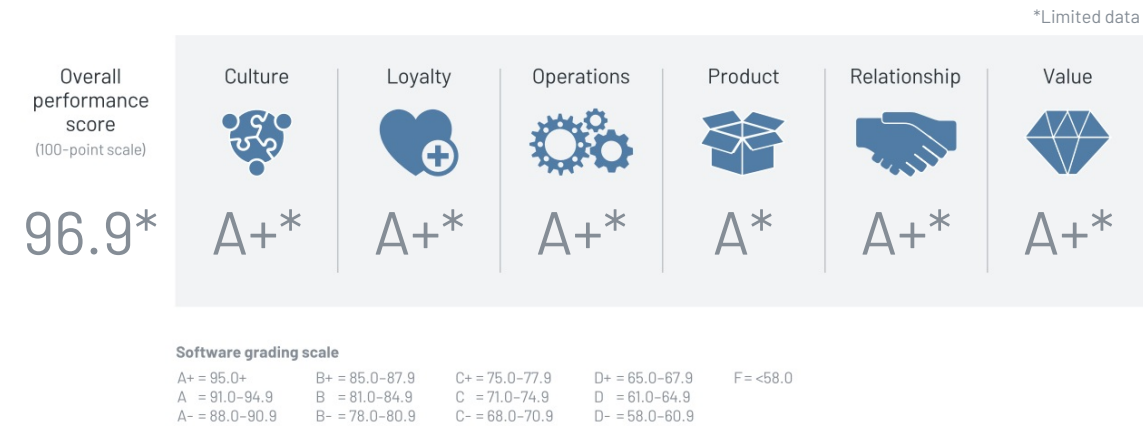 *Limited data
Overall
performance
score
(100-point scale)
96.9*
Culture
A+*
Loyalty
A+*
Operations
A+*
Product
A*
Relationship
A+*
Value
A+*
Software grading scale
A+ = 95.0+
A = 91.0–94.9
A- = 88.0–90.9
B+ = 85.0–87.9
B = 81.0–84.9
B- = 78.0–80.9
C+ = 75.0–77.9
C = 71.0–74.9
C- = 68.0–70.9
D+ = 65.0–67.9
D = 61.0–64.9
D- = 58.0–60.9
F = <58.0